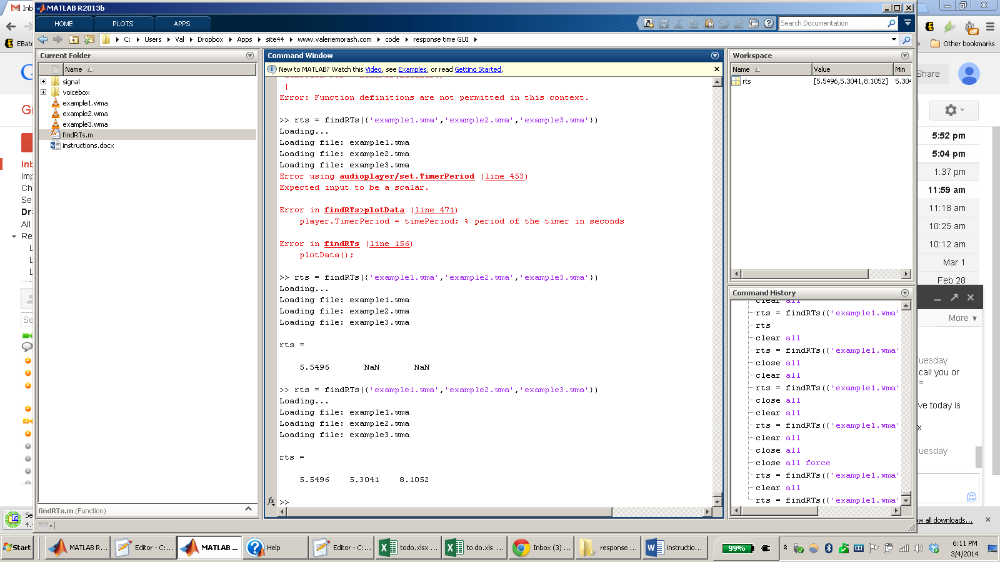 Inb
MATLAB R2013b
HOME PLOTS APPS
Search Documentation
EBate
C: Users Val Dropbox Apps site44 www.valeriemorash.com code response time GUI
Other bookmarks
Current Folder
Name
signal
voicebox
example1.wma
example2.wma
example3.wma
findRTs.m
instructions.docx
findRTs.m (Function)
Command Window
New to MATLAB? Watch this Video, see Examples, or read Getting Started.
Error: Function definitions are not permitted in this context.
>> rts = findRTs({'example1.wma','example2.wma','example3.wma'})
Loading...
Loading file: example1.wma
Loading file: example2.wma
Loading file: example3.wma
Error using audioplayer/set.TimerPeriod (line 453)
Expected input to be a scalar.
Error in findRTs>plotData (line 471)
player.TimerPeriod = timePeriod; % period of the timer in seconds
Error in findRTs (line 156)
plotData();
>> rts = findRTs({'example1.wma','example2.wma','example3.wma'})
Loading...
Loading file: example1.wma
Loading file: example2.wma
Loading file: example3.wma
rts =
5.5496 NaN NaN
>> rts = findRTs({'example1.wma','example2.wma','example3.wma'})
Loading...
Loading file: example1.wma
Loading file: example2.wma
Loading file: example3.wma
rts =
5.5496 5.3041 8.1052
>>
Workspace
Name Value Min
rts [5.5496,5.3041,8.1052] 5.304
Command History
clear all
rts = findRTs({'example1.wma'
rts
clear all
rts = findRTs({'example1.wma'
close all
clear all
rts = findRTs({'example1.wma'
close all
clear all
rts = findRTs({'example1.wma'
clear all
close all
close all force
rts = findRTs({'example1.wma'
clear all
rts = findRTs({'example1.wma'
Share
5:52 pm
5:04 pm
1:37 pm
11:59 am
11:18 am
10:25 am
10:12 am
Mar 1
Feb 28
More
uesday
call you or
=
ve today is
x
uesday
ow all downloads...
Gr
Inb
Imp
Ch
Se
Dra
All
Re
Se
Se
4.
Start
MATLAB R...
Editor - C:...
MATLAB ...
Help
Editor - C:...
todo.xlsx ...
to do.xls ...
Inbox (3) ...
response ...
instructio...
99%
6:11 PM
3/4/2014